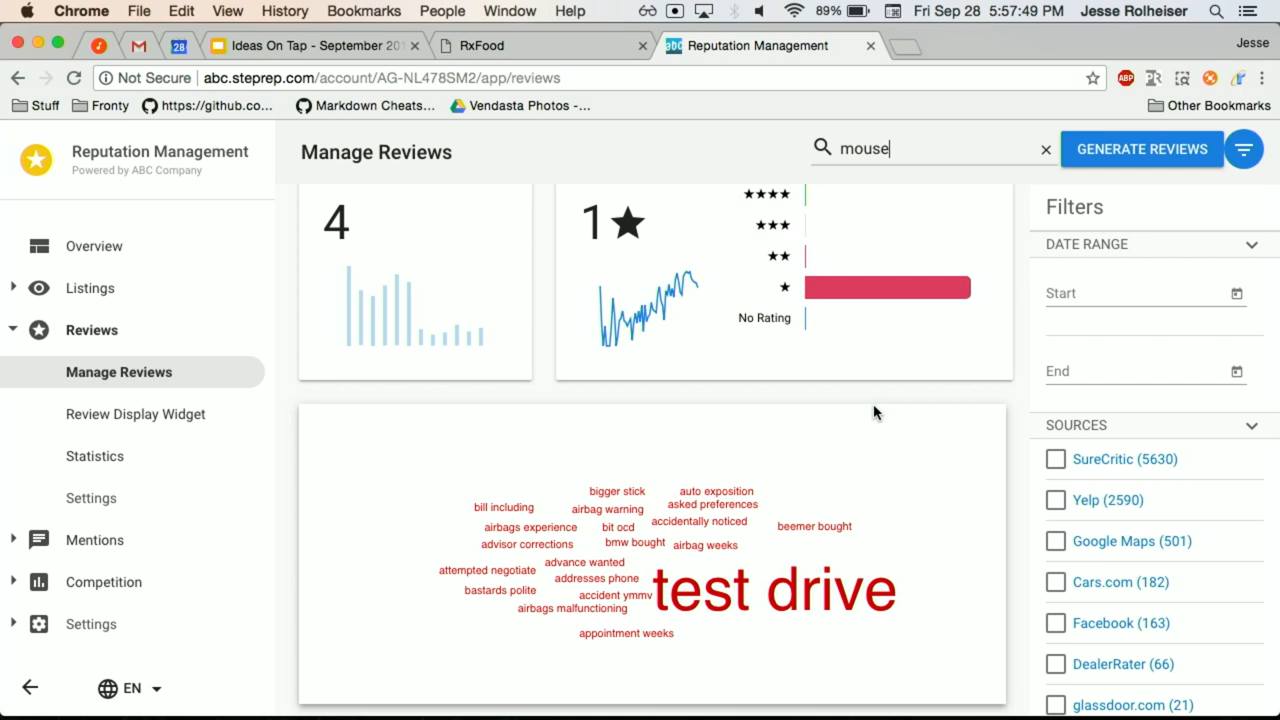 Chrome File Edit View History Bookmarks People Window Help 89% Fri Sep 28 5:57:49 PM Jesse Rolheiser
28 Ideas On Tap - September 201 RxFood abc Reputation Management Jesse
Not Secure abc.steprep.com/account/AG-NL478SM2/app/reviews ABP
Stuff Fronty https://github.co... Markdown Cheats... Vendasta Photos -... Other Bookmarks
Reputation Management
Powered by ABC Company
Overview
Listings
Reviews
Manage Reviews
Review Display Widget
Statistics
Settings
Mentions
Competition
Settings
EN
Manage Reviews
mouse
GENERATE REVIEWS
4
1★
★★★★
★★★
★★
★
No Rating
bigger stick
auto exposition
bill including
airbag warning
asked preferences
airbags experience
bit ocd
accidentally noticed
beemer bought
advisor corrections
bmw bought
airbag weeks
attempted negotiate
advance wanted
addresses phone
bastards polite
accident ymmv
test drive
airbags malfunctioning
appointment weeks
Filters
DATE RANGE
Start
End
SOURCES
SureCritic (5630)
Yelp (2590)
Google Maps (501)
Cars.com (182)
Facebook (163)
DealerRater (66)
glassdoor.com (21)